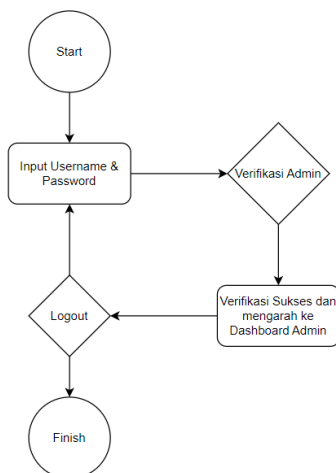 Start
Input Username &
Password
Verifikasi Admin
Verifikasi Sukses dan
mengarah ke
Dashboard Admin
Logout
Finish